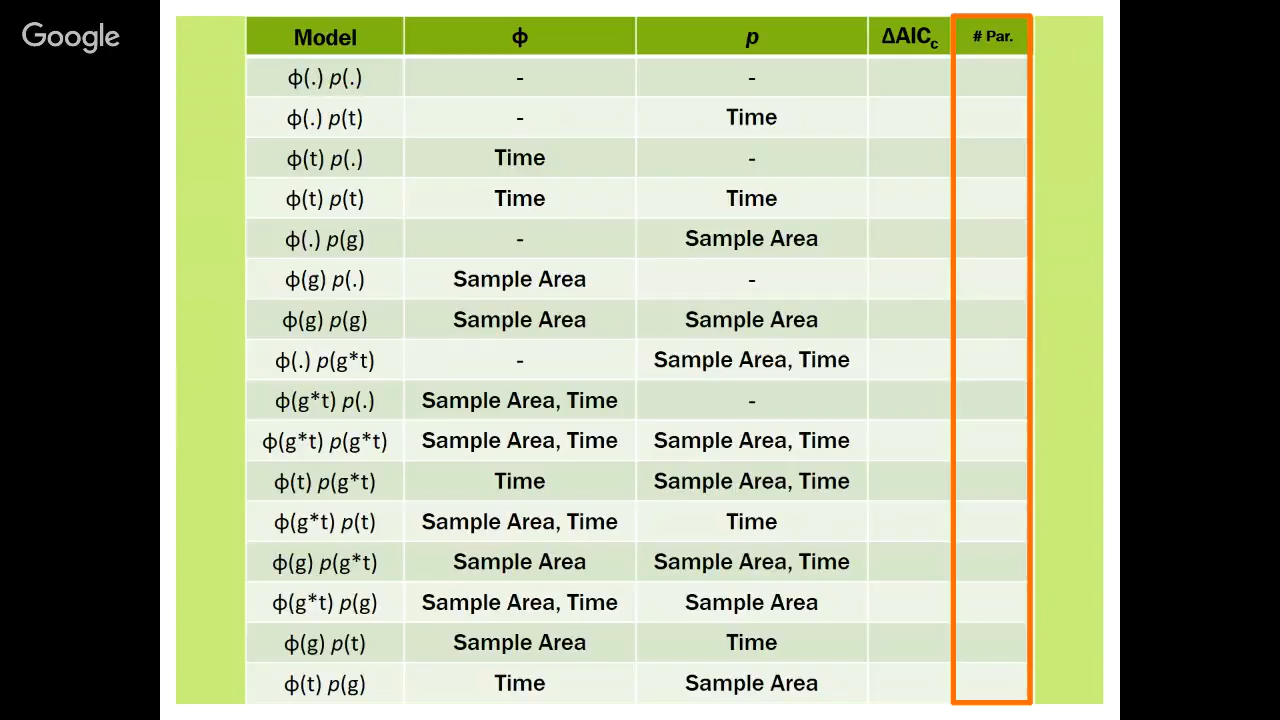 Google
Model ϕ p ΔAICc # Par.
ϕ(.) p(.) - -
ϕ(.) p(t) - Time
ϕ(t) p(.) Time -
ϕ(t) p(t) Time Time
ϕ(.) p(g) - Sample Area
ϕ(g) p(.) Sample Area -
ϕ(g) p(g) Sample Area Sample Area
ϕ(.) p(g*t) - Sample Area, Time
ϕ(g*t) p(.) Sample Area, Time -
ϕ(g*t) p(g*t) Sample Area, Time Sample Area, Time
ϕ(t) p(g*t) Time Sample Area, Time
ϕ(g*t) p(t) Sample Area, Time Time
ϕ(g) p(g*t) Sample Area Sample Area, Time
ϕ(g*t) p(g) Sample Area, Time Sample Area
ϕ(g) p(t) Sample Area Time
ϕ(t) p(g) Time Sample Area